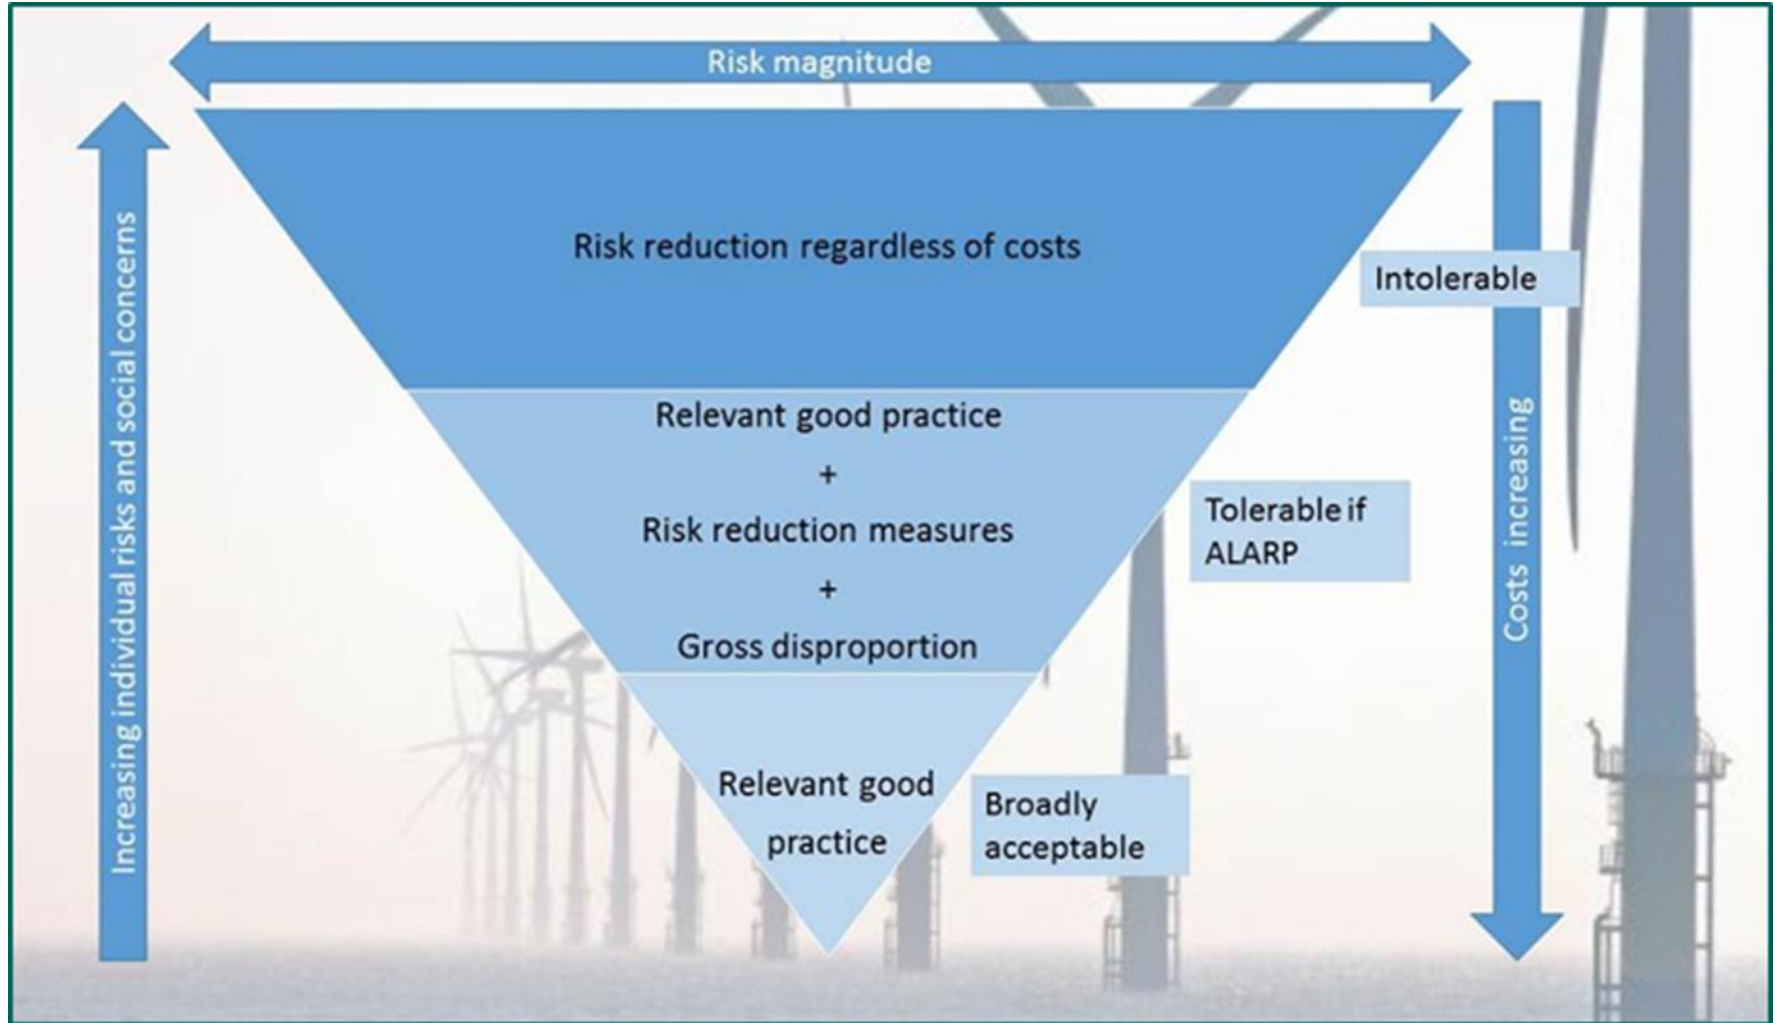 Risk magnitude
Increasing individual risks and social concerns
Risk reduction regardless of costs
Intolerable
Relevant good practice
+
Risk reduction measures
+
Gross disproportion
Tolerable if
ALARP
Costs increasing
Relevant good
practice
Broadly
acceptable